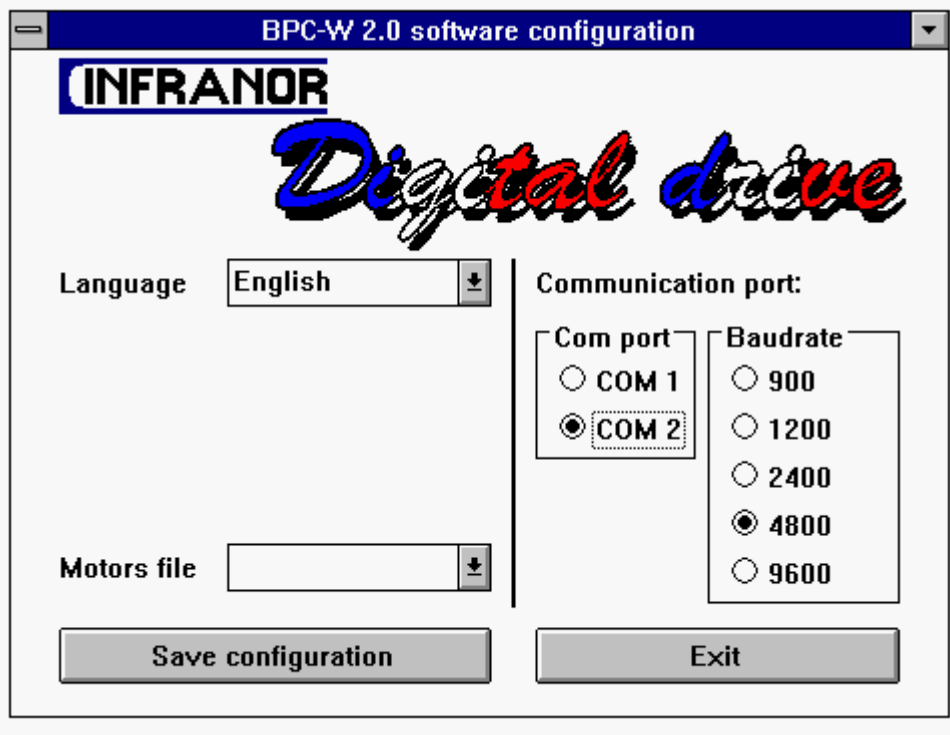 BPC-W 2.0 software configuration
INFRANOR
Digital drive
Language
English
Communication port:
Com port
COM 1
COM 2
Baudrate
900
1200
2400
4800
9600
Motors file
Save configuration
Exit